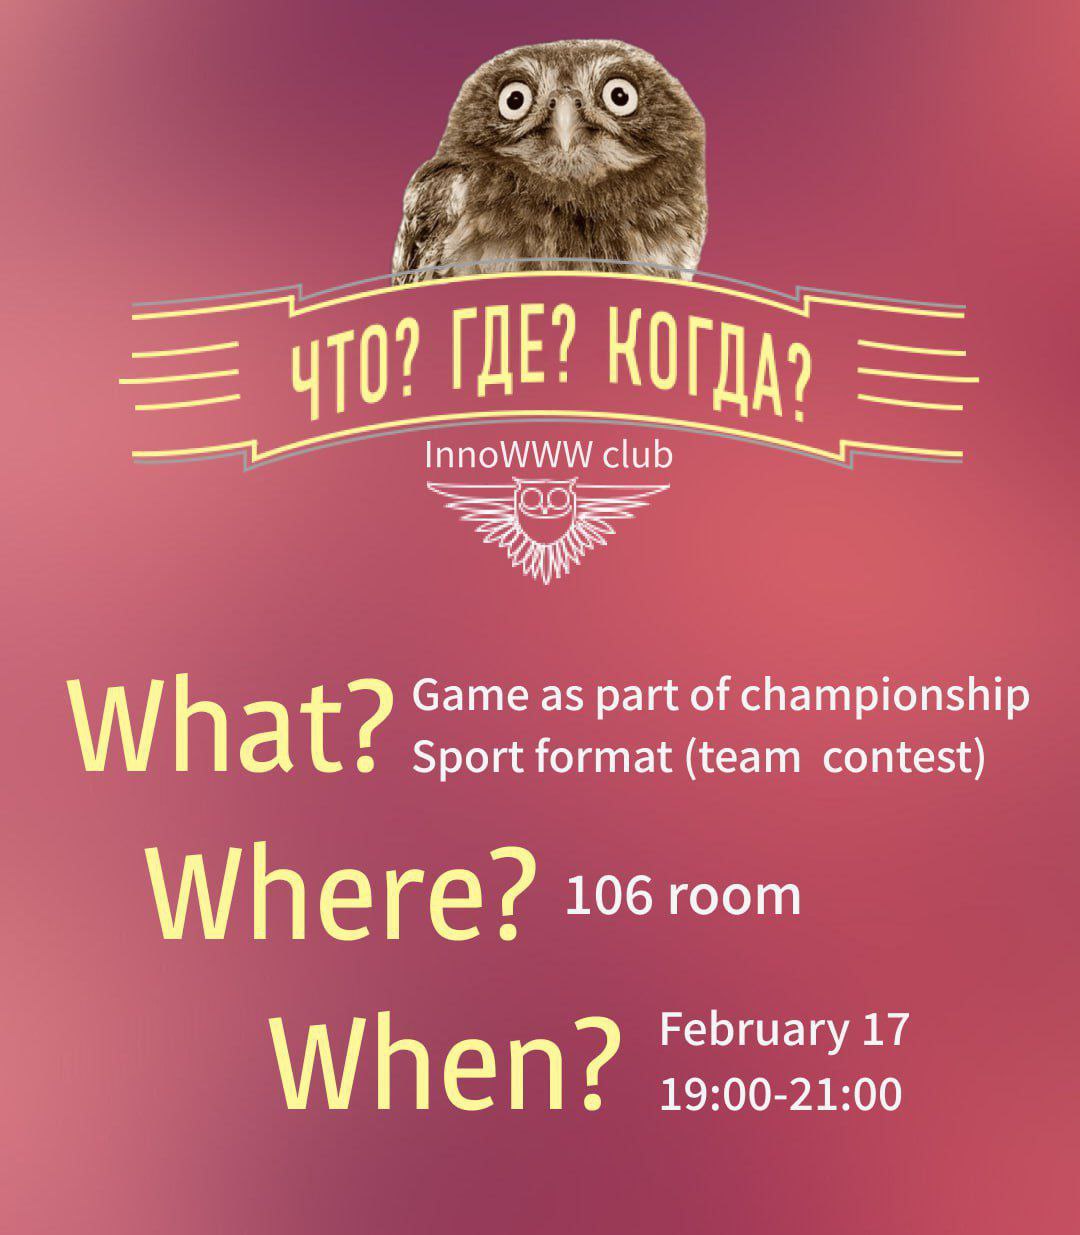 ЧТО? ГДЕ? КОГДА?
InnoWWW club
What? Game as part of championship
Sport format (team contest)
Where? 106 room
When? February 17
19:00-21:00